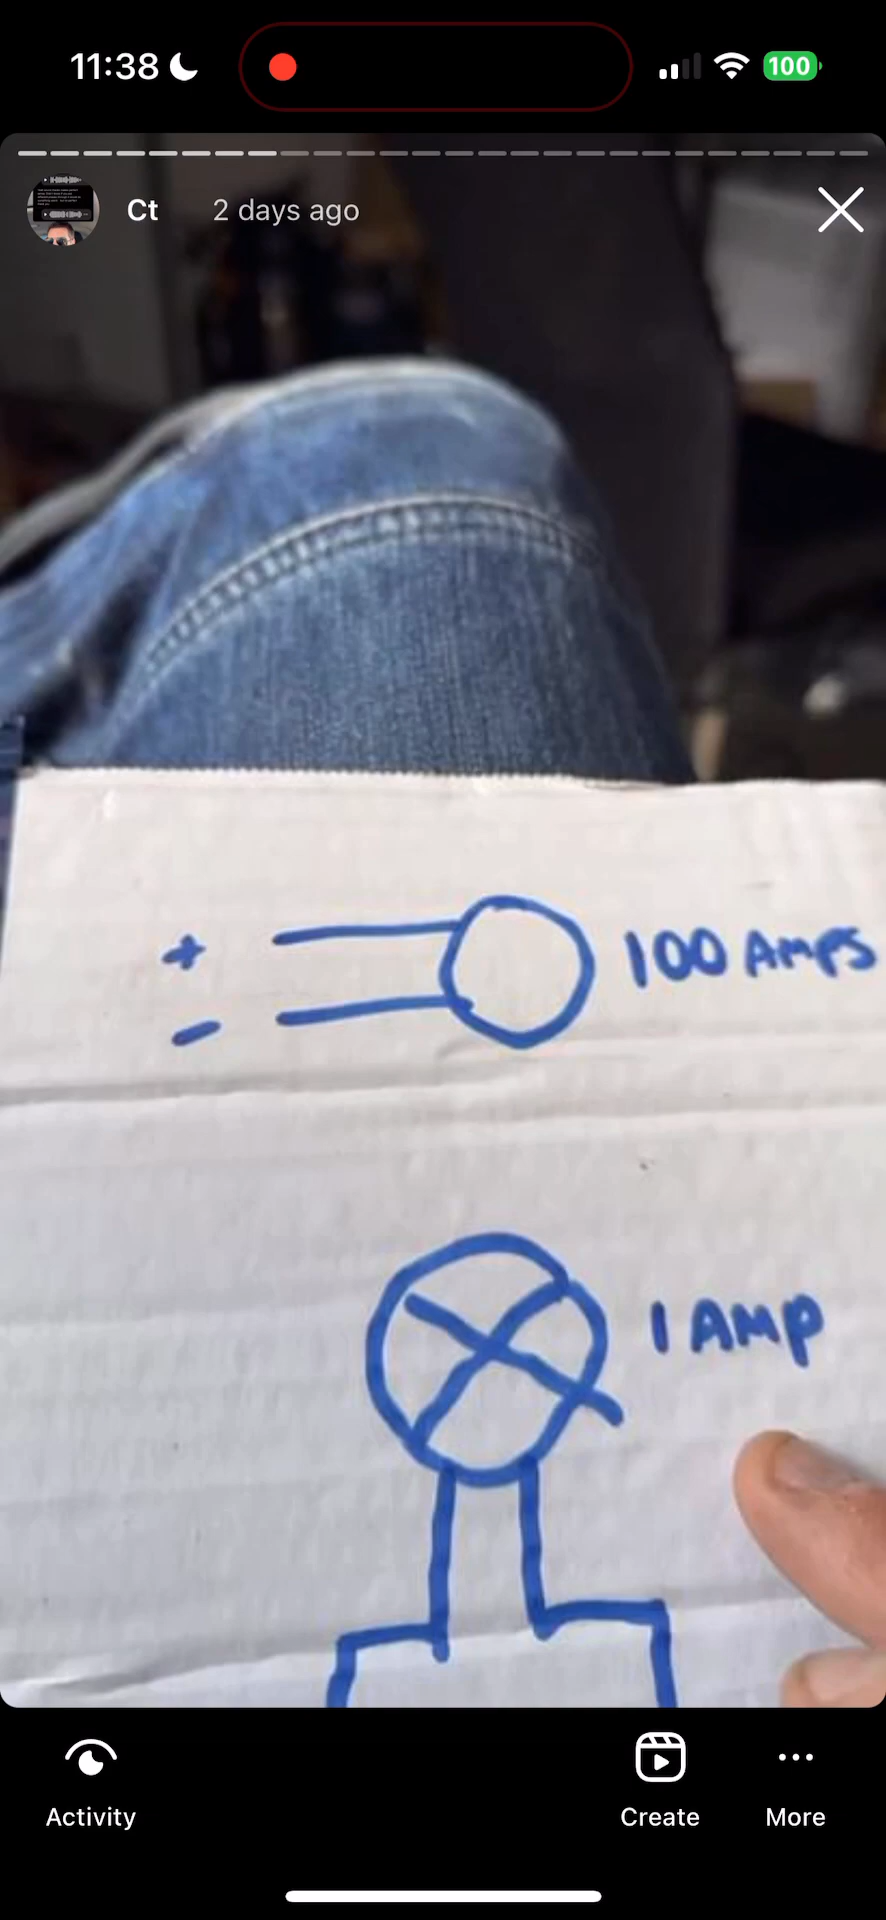 11:38
100
Ct 2 days ago
+
-
100 AMPS
1 AMP
Activity
Create
More